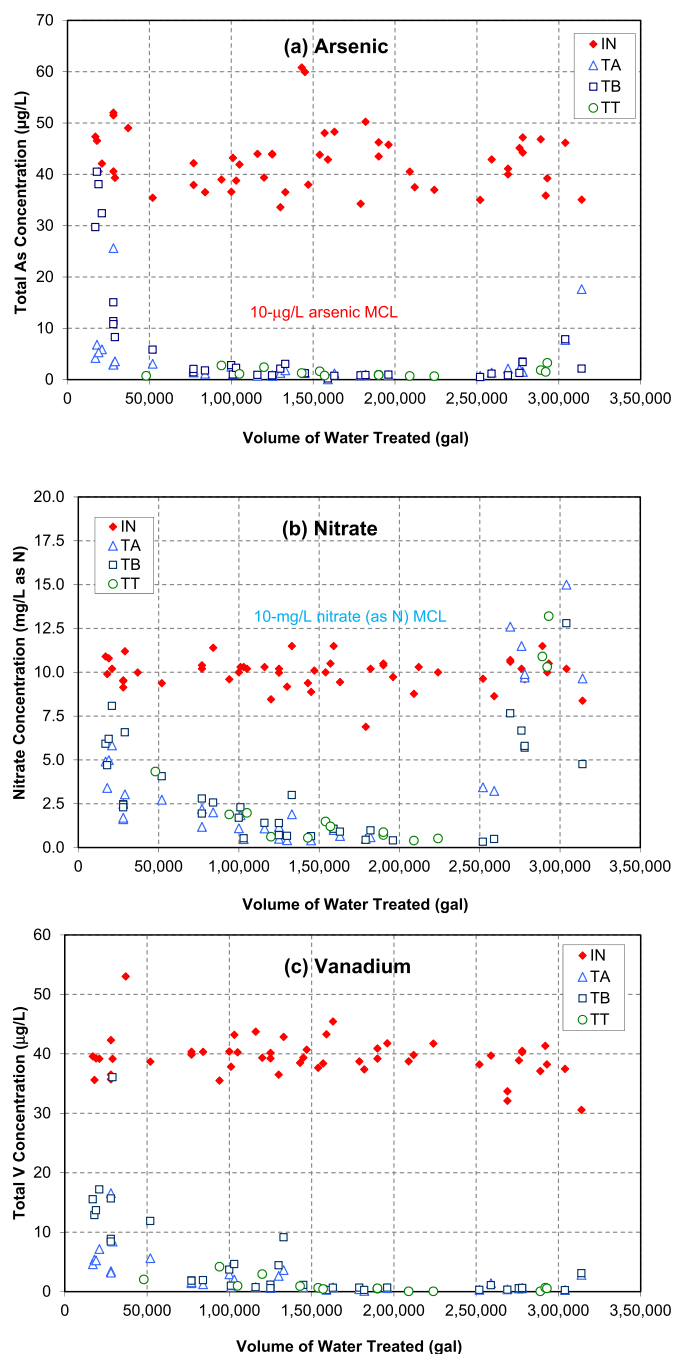 (a) Arsenic
IN
TA
TB
TT
Total As Concentration (µg/L)
70
60
50
40
30
20
10
0
10-µg/L arsenic MCL
0 50,000 1,00,000 1,50,000 2,00,000 2,50,000 3,00,000 3,50,000
Volume of Water Treated (gal)
(b) Nitrate
IN
TA
TB
TT
Nitrate Concentration (mg/L as N)
20.0
17.5
15.0
12.5
10.0
7.5
5.0
2.5
0.0
10-mg/L nitrate (as N) MCL
0 50,000 1,00,000 1,50,000 2,00,000 2,50,000 3,00,000 3,50,000
Volume of Water Treated (gal)
(c) Vanadium
IN
TA
TB
TT
Total V Concentration (µg/L)
60
50
40
30
20
10
0
0 50,000 1,00,000 1,50,000 2,00,000 2,50,000 3,00,000 3,50,000
Volume of Water Treated (gal)